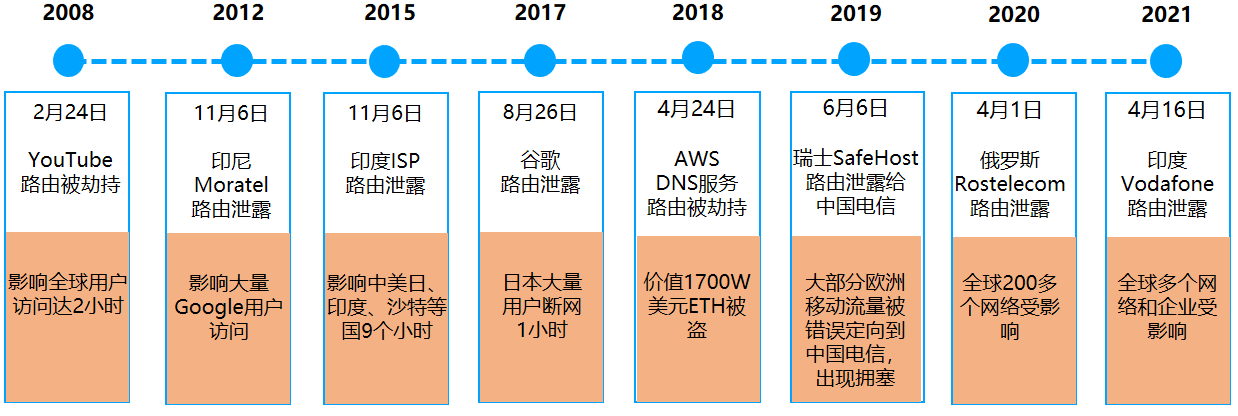 2008
2012
2015
2017
2018
2019
2020
2021
2月24日
YouTube
路由被劫持
影响全球用户
访问达2小时
11月6日
印尼
Moratel
路由泄露
影响大量
Google用户
访问
11月6日
印度ISP
路由泄露
影响中美日、
印度、沙特等
国9个小时
8月26日
谷歌
路由泄露
日本大量
用户断网
1小时
4月24日
AWS
DNS服务
路由被劫持
价值1700W
美元ETH被
盗
6月6日
瑞士SafeHost
路由泄露给
中国电信
大部分欧洲
移动流量被
错误定向到
中国电信，
出现拥塞
4月1日
俄罗斯
Rostelecom
路由泄露
全球200多
个网络受影
响
4月16日
印度
Vodafone
路由泄露
全球多个网
络和企业受
影响